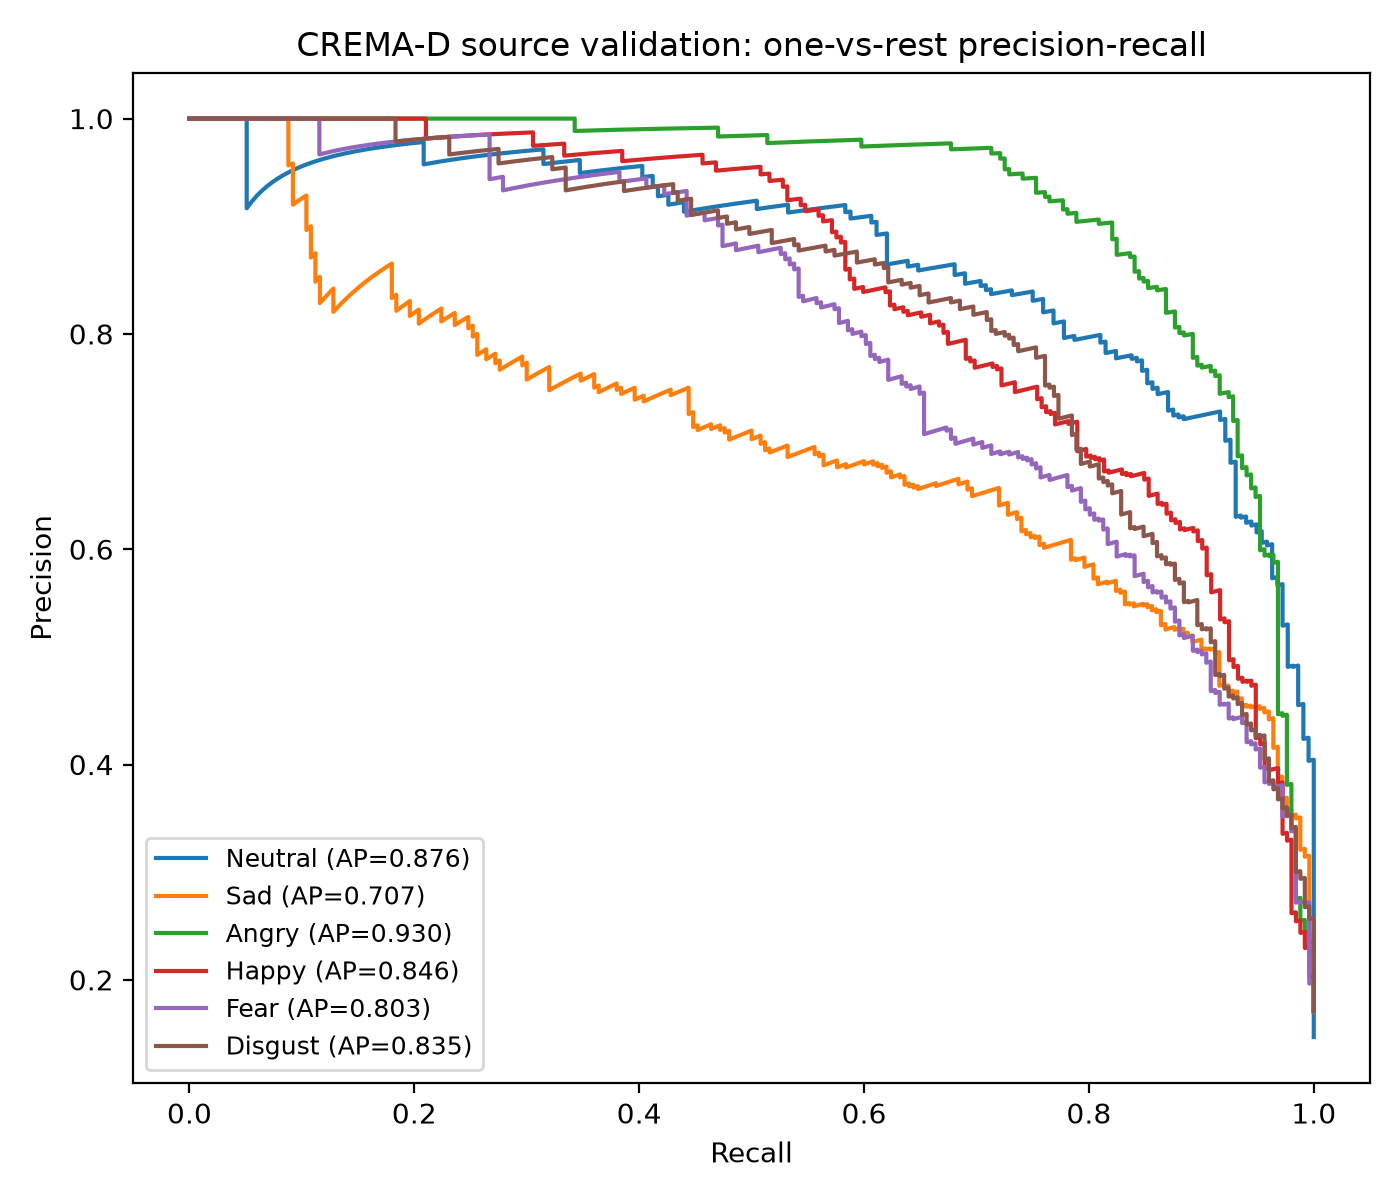 CREMA-D source validation: one-vs-rest precision-recall
Precision
1.0
0.8
0.6
0.4
0.2
Neutral (AP=0.876)
Sad (AP=0.707)
Angry (AP=0.930)
Happy (AP=0.846)
Fear (AP=0.803)
Disgust (AP=0.835)
0.0 0.2 0.4 0.6 0.8 1.0
Recall